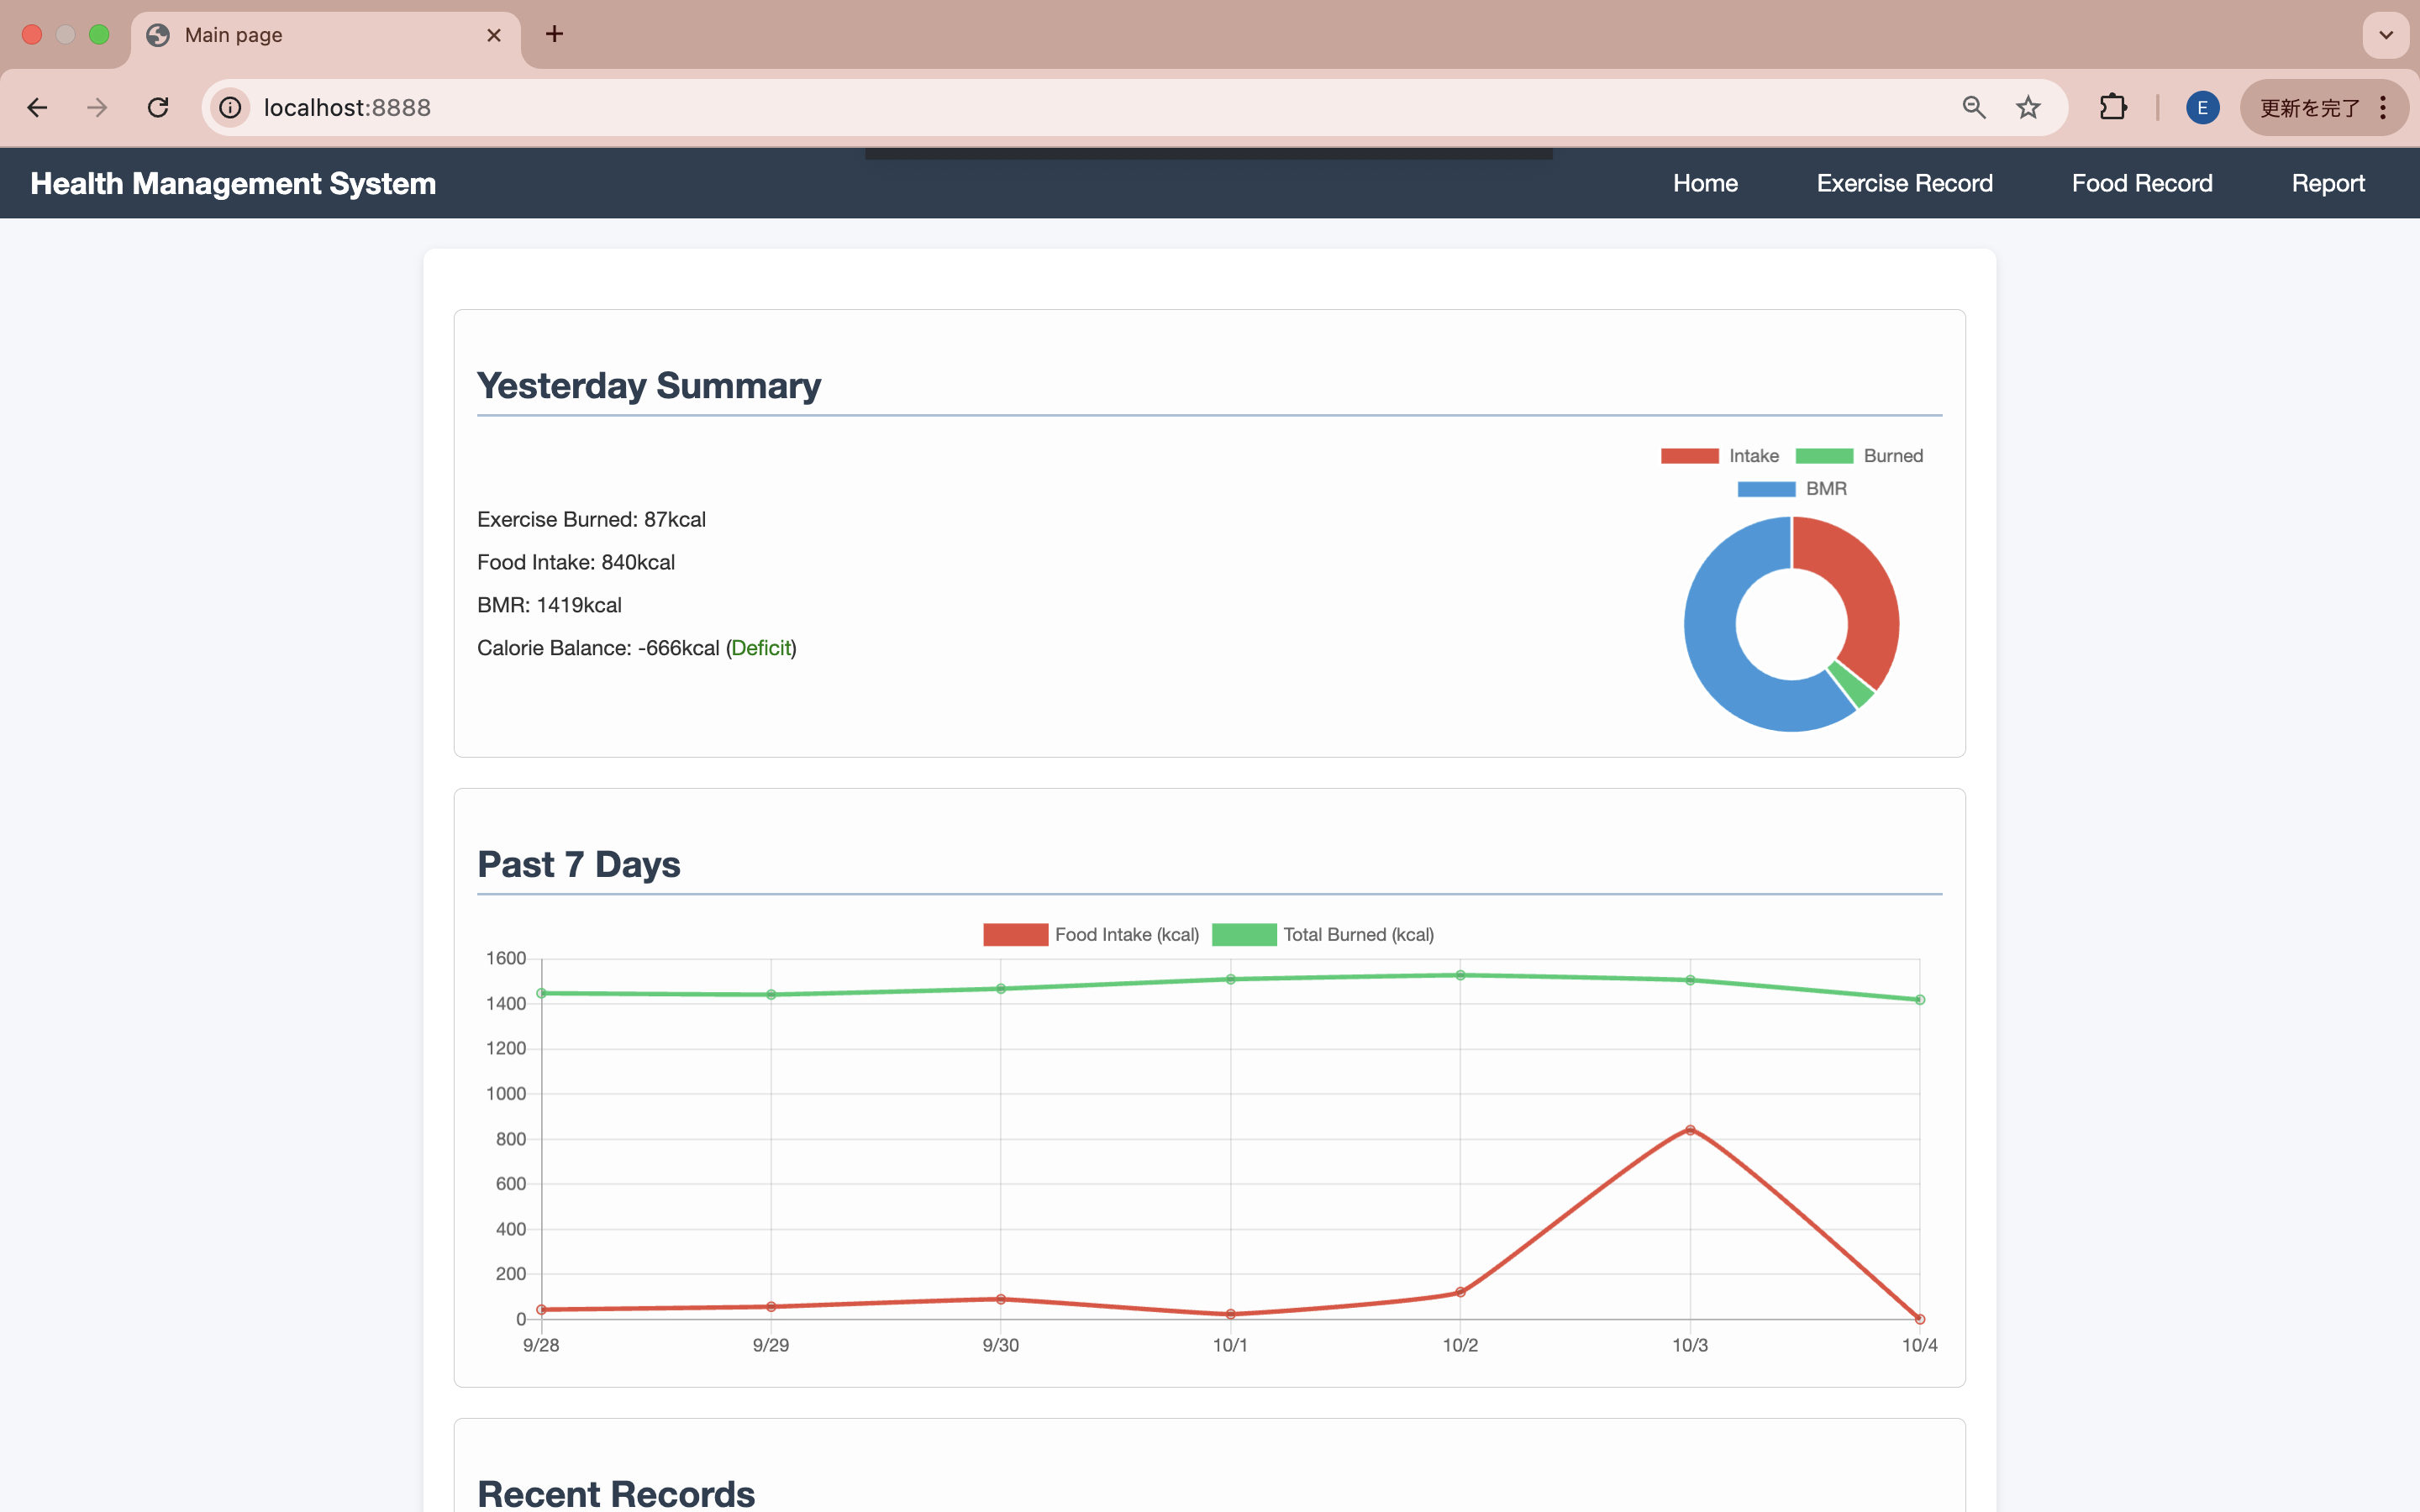 Main page
localhost:8888
E
更新を完了
Health Management System
Home
Exercise Record
Food Record
Report
Yesterday Summary
Intake
Burned
BMR
Exercise Burned: 87kcal
Food Intake: 840kcal
BMR: 1419kcal
Calorie Balance: -666kcal (Deficit)
Past 7 Days
Food Intake (kcal)
Total Burned (kcal)
1600
1400
1200
1000
800
600
400
200
0
9/28
9/29
9/30
10/1
10/2
10/3
10/4
Recent Records